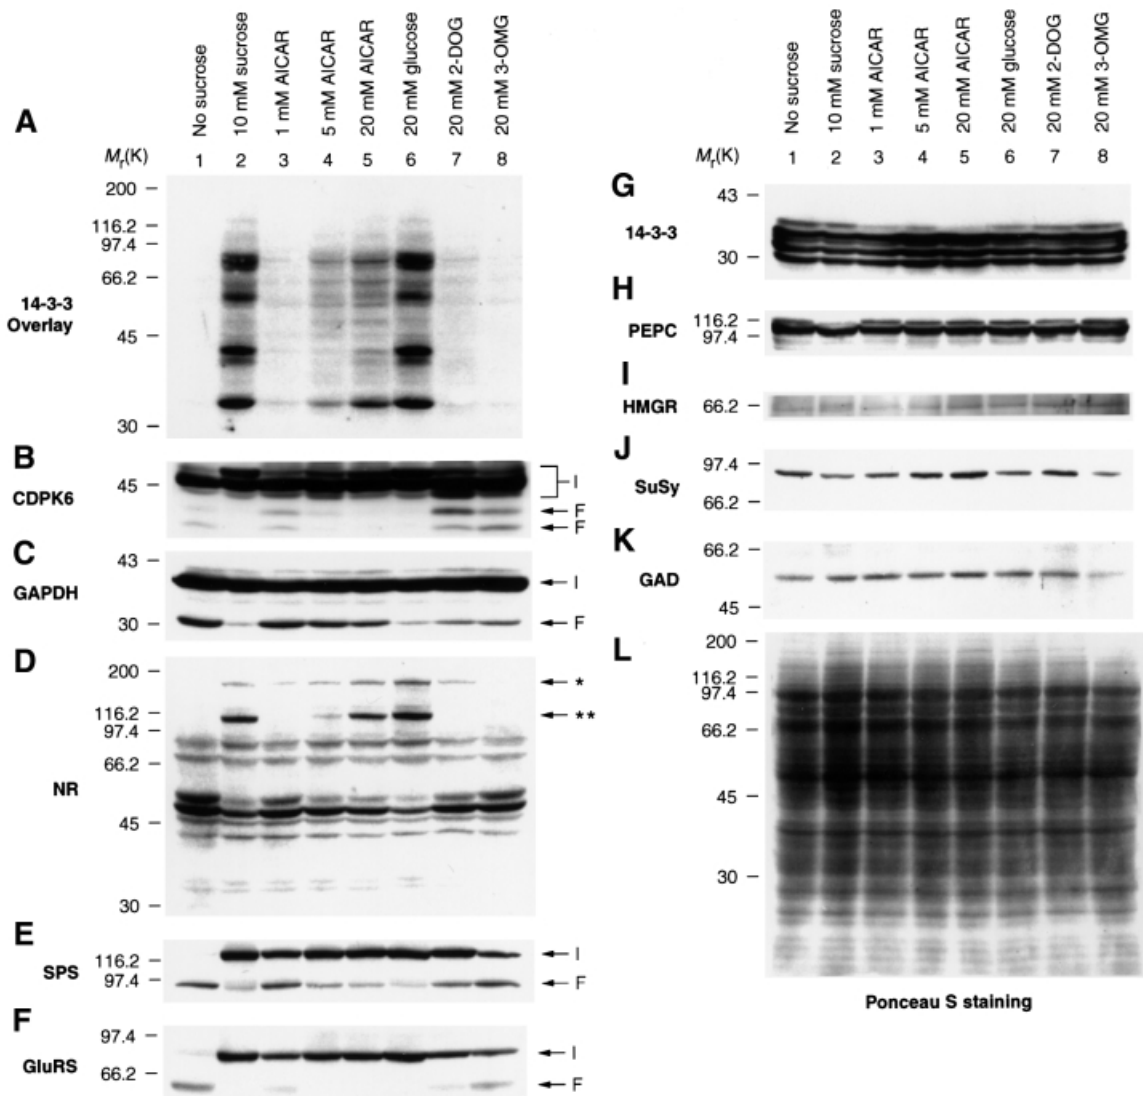 No sucrose
10 mM sucrose
1 mM AICAR
5 mM AICAR
20 mM AICAR
20 mM glucose
20 mM 2-DOG
20 mM 3-OMG
A
Mr(K) 1 2 3 4 5 6 7 8
200
116.2
97.4
66.2
14-3-3
Overlay
45
30
B
CDPK6
45
I
F
F
C
43
GAPDH
I
30
F
D
200
*
116.2
**
97.4
66.2
NR
45
30
E
I
116.2
SPS
97.4
F
F
97.4
I
GluRS
66.2
F
No sucrose
10 mM sucrose
1 mM AICAR
5 mM AICAR
20 mM AICAR
20 mM glucose
20 mM 2-DOG
20 mM 3-OMG
Mr(K) 1 2 3 4 5 6 7 8
G
43
14-3-3
30
H
116.2
PEPC
97.4
I
HMGR
66.2
J
97.4
SuSy
66.2
K
66.2
GAD
45
L
200
116.2
97.4
66.2
45
30
Ponceau S staining